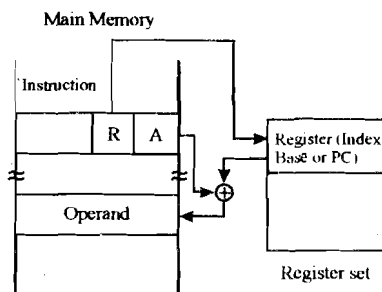 Main Memory
Instruction
R A
Register (Index
Base or PC)
Operand
Register set